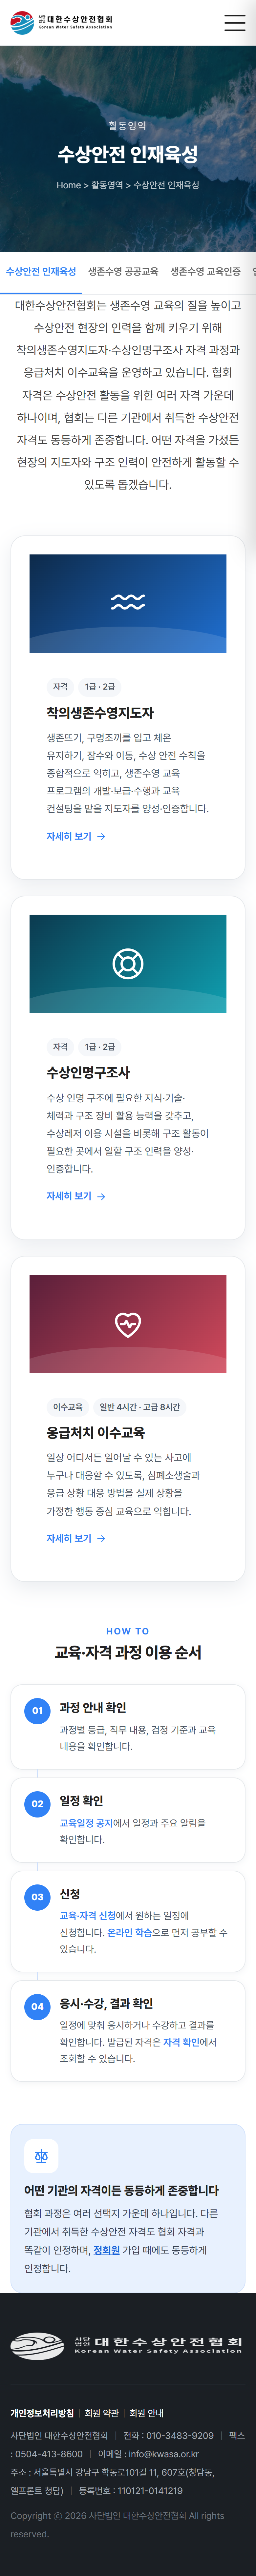 사단법인 대한수상안전협회
Korean Water Safety Association
활동영역
수상안전 인재육성
Home > 활동영역 > 수상안전 인재육성
수상안전 인재육성 생존수영 공공교육 생존수영 교육인증
대한수상안전협회는 생존수영 교육의 질을 높이고
수상안전 현장의 인력을 함께 키우기 위해
착의생존수영지도자·수상인명구조사 자격 과정과
응급처치 이수교육을 운영하고 있습니다. 협회
자격은 수상안전 활동을 위한 여러 자격 가운데
하나이며, 협회는 다른 기관에서 취득한 수상안전
자격도 동등하게 존중합니다. 어떤 자격을 가졌든
현장의 지도자와 구조 인력이 안전하게 활동할 수
있도록 돕겠습니다.
자격 1급 · 2급
착의생존수영지도자
생존뜨기, 구명조끼를 입고 체온
유지하기, 잠수와 이동, 수상 안전 수칙을
종합적으로 익히고, 생존수영 교육
프로그램의 개발·보급·수행과 교육
컨설팅을 맡을 지도자를 양성·인증합니다.
자세히 보기 →
자격 1급 · 2급
수상인명구조사
수상 인명 구조에 필요한 지식·기술·
체력과 구조 장비 활용 능력을 갖추고,
수상레저 이용 시설을 비롯해 구조 활동이
필요한 곳에서 일할 구조 인력을 양성·
인증합니다.
자세히 보기 →
이수교육 일반 4시간 · 고급 8시간
응급처치 이수교육
일상 어디서든 일어날 수 있는 사고에
누구나 대응할 수 있도록, 심폐소생술과
응급 상황 대응 방법을 실제 상황을
가정한 행동 중심 교육으로 익힙니다.
자세히 보기 →
HOW TO
교육·자격 과정 이용 순서
01 과정 안내 확인
과정별 등급, 직무 내용, 검정 기준과 교육
내용을 확인합니다.
02 일정 확인
교육일정 공지에서 일정과 주요 알림을
확인합니다.
03 신청
교육·자격 신청에서 원하는 일정에
신청합니다. 온라인 학습으로 먼저 공부할 수
있습니다.
04 응시·수강, 결과 확인
일정에 맞춰 응시하거나 수강하고 결과를
확인합니다. 발급된 자격은 자격 확인에서
조회할 수 있습니다.
어떤 기관의 자격이든 동등하게 존중합니다
협회 과정은 여러 선택지 가운데 하나입니다. 다른
기관에서 취득한 수상안전 자격도 협회 자격과
똑같이 인정하며, 정회원 가입 때에도 동등하게
인정합니다.
사단법인 대한수상안전협회
Korean Water Safety Association
개인정보처리방침 | 회원 약관 | 회원 안내
사단법인 대한수상안전협회 | 전화 : 010-3483-9209 | 팩스
: 0504-413-8600 | 이메일 : info@kwasa.or.kr
주소 : 서울특별시 강남구 학동로101길 11, 607호(청담동,
엘프론트 청담) | 등록번호 : 110121-0141219
Copyright ⓒ 2026 사단법인 대한수상안전협회 All rights
reserved.